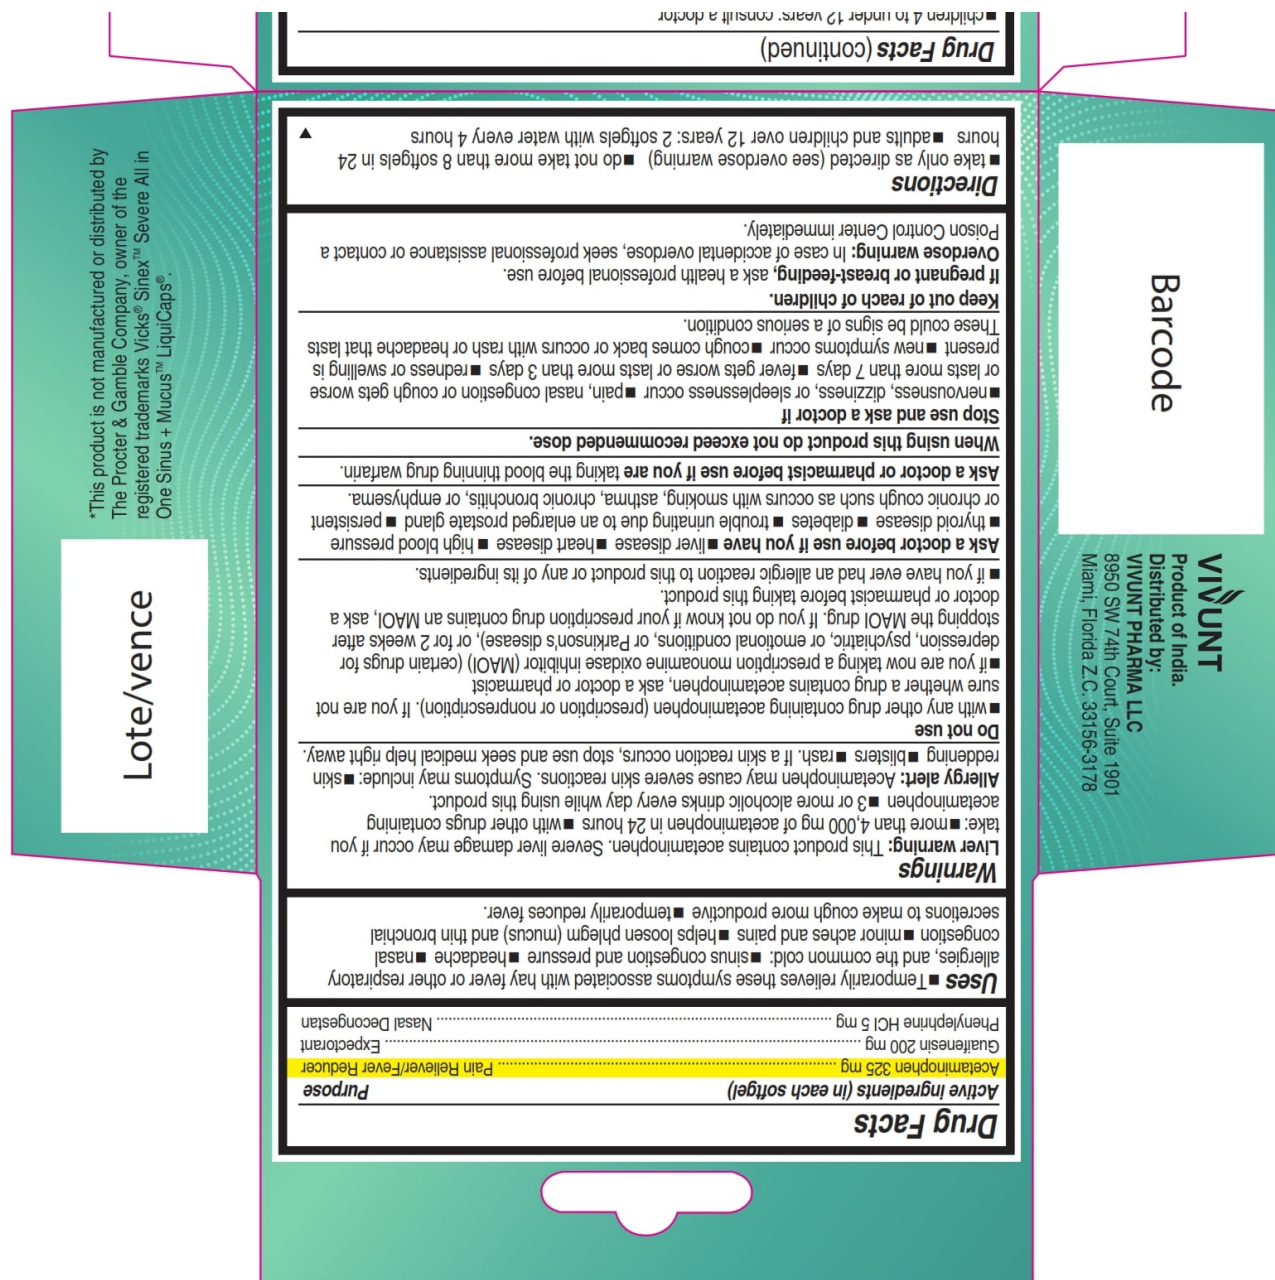 Drug Facts
Active ingredients (in each softgel) Purpose
Acetaminophen 325 mg ........ Pain Reliever/Fever Reducer
Guaifenesin 200 mg ........ Expectorant
Phenylephrine HCl 5 mg ........ Nasal Decongestan
Uses ■ Temporarily relieves these symptoms associated with hay fever or other respiratory
allergies, and the common cold: ■ sinus congestion and pressure ■ headache ■ nasal
congestion ■ minor aches and pains ■ helps loosen phlegm (mucus) and thin bronchial
secretions to make cough more productive ■ temporarily reduces fever.
Warnings
Liver warning: This product contains acetaminophen. Severe liver damage may occur if you
take: ■ more than 4,000 mg of acetaminophen in 24 hours ■ with other drugs containing
acetaminophen ■ 3 or more alcoholic drinks every day while using this product.
Allergy alert: Acetaminophen may cause severe skin reactions. Symptoms may include: ■ skin
reddening ■ blisters ■ rash. If a skin reaction occurs, stop use and seek medical help right away.
Do not use
■ with any other drug containing acetaminophen (prescription or nonprescription). If you are not
sure whether a drug contains acetaminophen, ask a doctor or pharmacist
■ if you are now taking a prescription monoamine oxidase inhibitor (MAOI) (certain drugs for
depression, psychiatric, or emotional conditions, or Parkinson's disease), or for 2 weeks after
stopping the MAOI drug. If you do not know if your prescription drug contains an MAOI, ask a
doctor or pharmacist before taking this product.
■ if you have ever had an allergic reaction to this product or any of its ingredients.
Ask a doctor before use if you have ■ liver disease ■ heart disease ■ high blood pressure
■ thyroid disease ■ diabetes ■ trouble urinating due to an enlarged prostate gland ■ persistent
or chronic cough such as occurs with smoking, asthma, chronic bronchitis, or emphysema.
Ask a doctor or pharmacist before use if you are taking the blood thinning drug warfarin.
When using this product do not exceed recommended dose.
Stop use and ask a doctor if
■ nervousness, dizziness, or sleeplessness occur ■ pain, nasal congestion or cough gets worse
or lasts more than 7 days ■ fever gets worse or lasts more than 3 days ■ redness or swelling is
present ■ new symptoms occur ■ cough comes back or occurs with rash or headache that lasts
These could be signs of a serious condition.
Keep out of reach of children.
If pregnant or breast-feeding, ask a health professional before use.
Overdose warning: In case of accidental overdose, seek professional assistance or contact a
Poison Control Center immediately.
Directions
■ take only as directed (see overdose warning) ■ do not take more than 8 softgels in 24
hours ■ adults and children over 12 years: 2 softgels with water every 4 hours
Drug Facts (continued)
■ children 4 to under 12 years: consult a doctor
*This product is not manufactured or distributed by
The Procter & Gamble Company, owner of the
registered trademarks Vicks® Sinex™ Severe All in
One Sinus + Mucus™ LiquiCaps®.
Lote/vence
Barcode
VIVUNT
Product of India.
Distributed by:
VIVUNT PHARMA LLC
8950 SW 74th Court, Suite 1901
Miami, Florida Z.C. 33156-3178